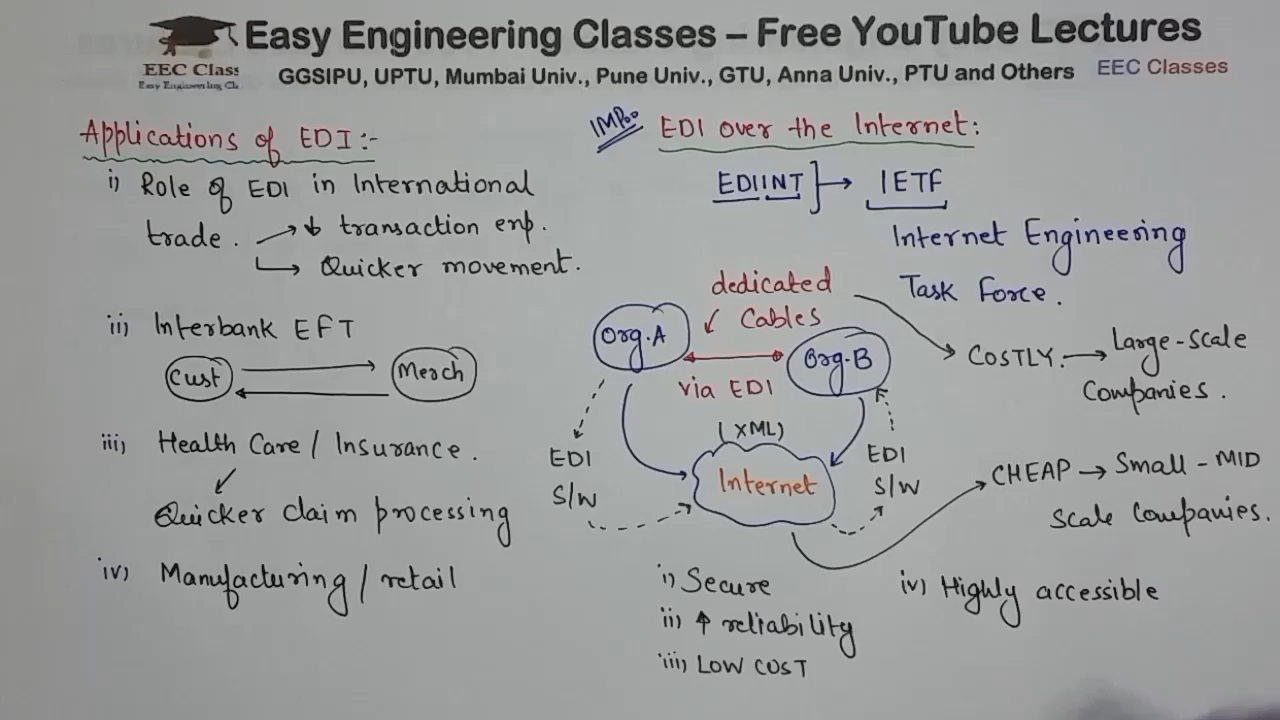 Easy Engineering Classes – Free YouTube Lectures
EEC Class
Easy Engineering Cl
GGSIPU, UPTU, Mumbai Univ., Pune Univ., GTU, Anna Univ., PTU and Others
EEC Classes
Applications of EDI:-
i) Role of EDI in International
trade. → ↓ transaction exp.
→ Quicker movement.
ii) Interbank EFT
Cust
Merch
iii) Health Care / Insurance.
Quicker claim processing
iv) Manufacturing / retail
IMP..
EDI over the Internet:
EDIINT } → IETF
Internet Engineering
Task Force.
dedicated
Cables
Org.A
Org.B
via EDI
COSTLY. → Large-Scale
Companies.
(XML)
Internet
EDI
S/W
EDI
S/W
CHEAP → Small - MID
Scale Companies.
i) Secure
ii) ↑ reliability
iii) LOW COST
iv) Highly accessible